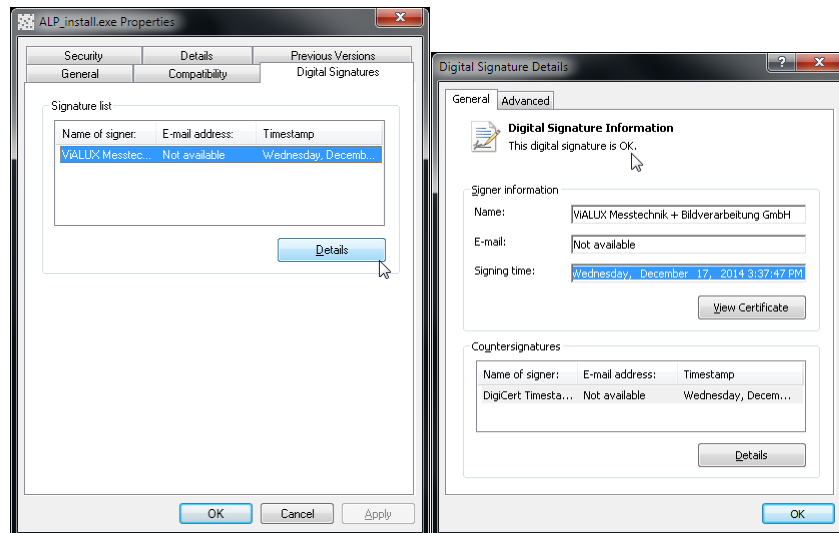 ALP_install.exe Properties
Security Details Previous Versions
General Compatibility Digital Signatures
Signature list
Name of signer: E-mail address: Timestamp
ViALUX Messtec... Not available Wednesday, Decemb...
Details
OK Cancel Apply
Digital Signature Details
General Advanced
Digital Signature Information
This digital signature is OK.
Signer information
Name: ViALUX Messtechnik + Bildverarbeitung GmbH
E-mail: Not available
Signing time: Wednesday, December 17, 2014 3:37:47 PM
View Certificate
Countersignatures
Name of signer: E-mail address: Timestamp
DigiCert Timesta... Not available Wednesday, Decem...
Details
OK